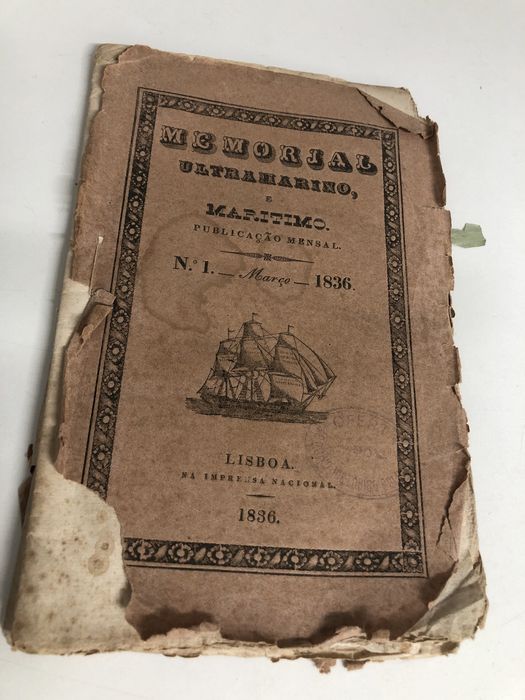 MEMORIAL
ULTRAMARINO,
E
MARITIMO.
PUBLICAÇÃO MENSAL.
N.º 1. — Março — 1836.
LISBOA.
NA IMPRENSA NACIONAL.
1836.